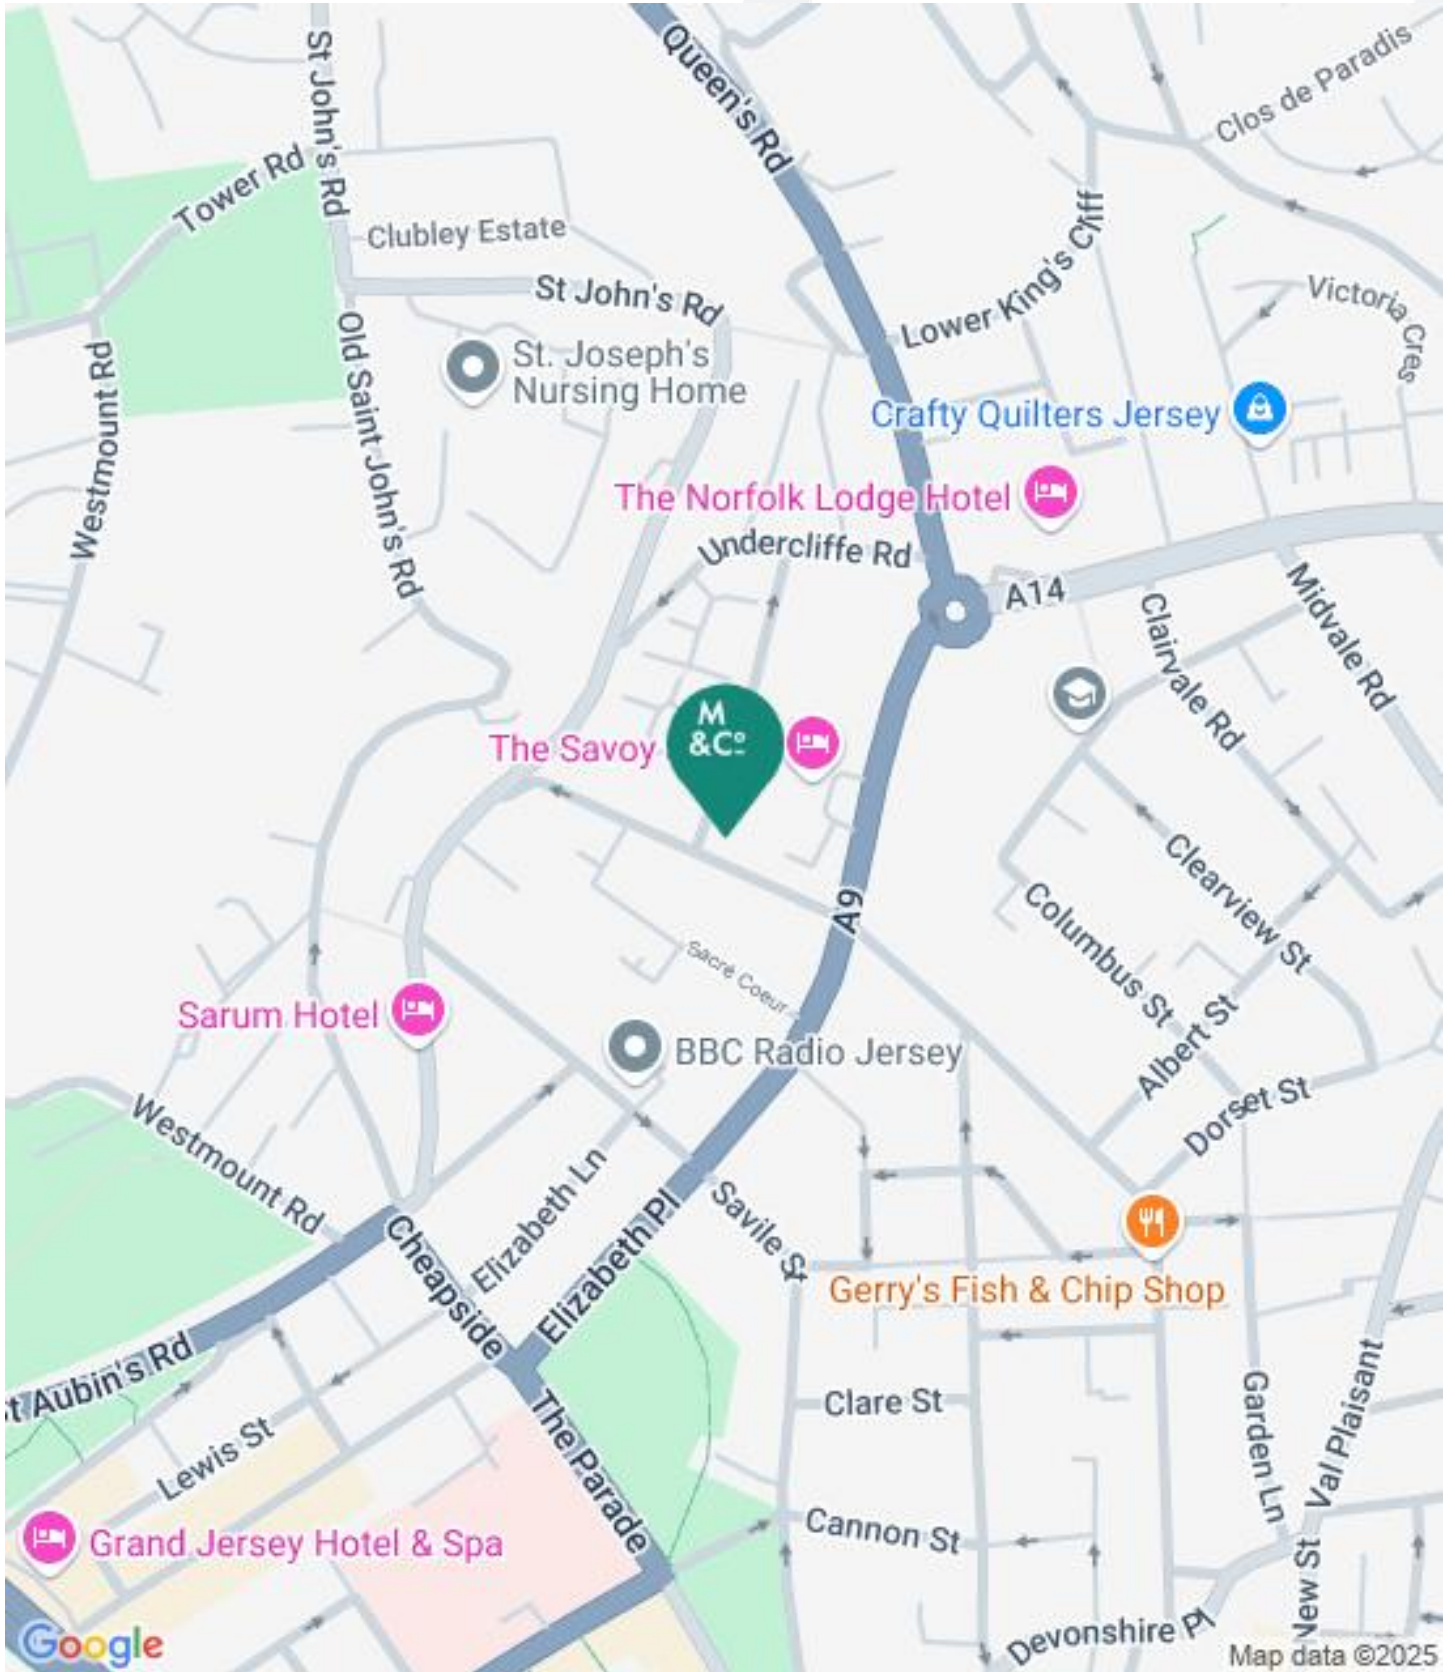 St John's Rd
Queen's Rd
Clos de Paradis
Tower Rd
Clubley Estate
Lower King's Cliff
St John's Rd
Victoria Cres
Old Saint John's Rd
St. Joseph's
Nursing Home
Westmount Rd
Crafty Quilters Jersey
The Norfolk Lodge Hotel
Undercliffe Rd
A14
Midvale Rd
Clairvale Rd
M
&Cº
The Savoy
Clearview St
A9
Columbus St
Sacre Coeur
Sarum Hotel
BBC Radio Jersey
Albert St
Dorset St
Westmount Rd
Elizabeth Ln
Savile St
Elizabeth Pl
Cheapside
Gerry's Fish & Chip Shop
t Aubin's Rd
Clare St
Garden Ln
Val Plaisant
The Parade
Lewis St
Cannon St
Grand Jersey Hotel & Spa
New St
Devonshire Pl
Google
Map data ©2025